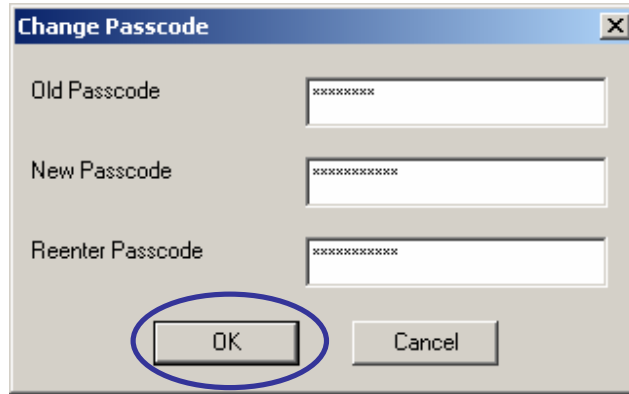 Change Passcode
Old Passcode ********
New Passcode ***********
Reenter Passcode ***********
OK Cancel